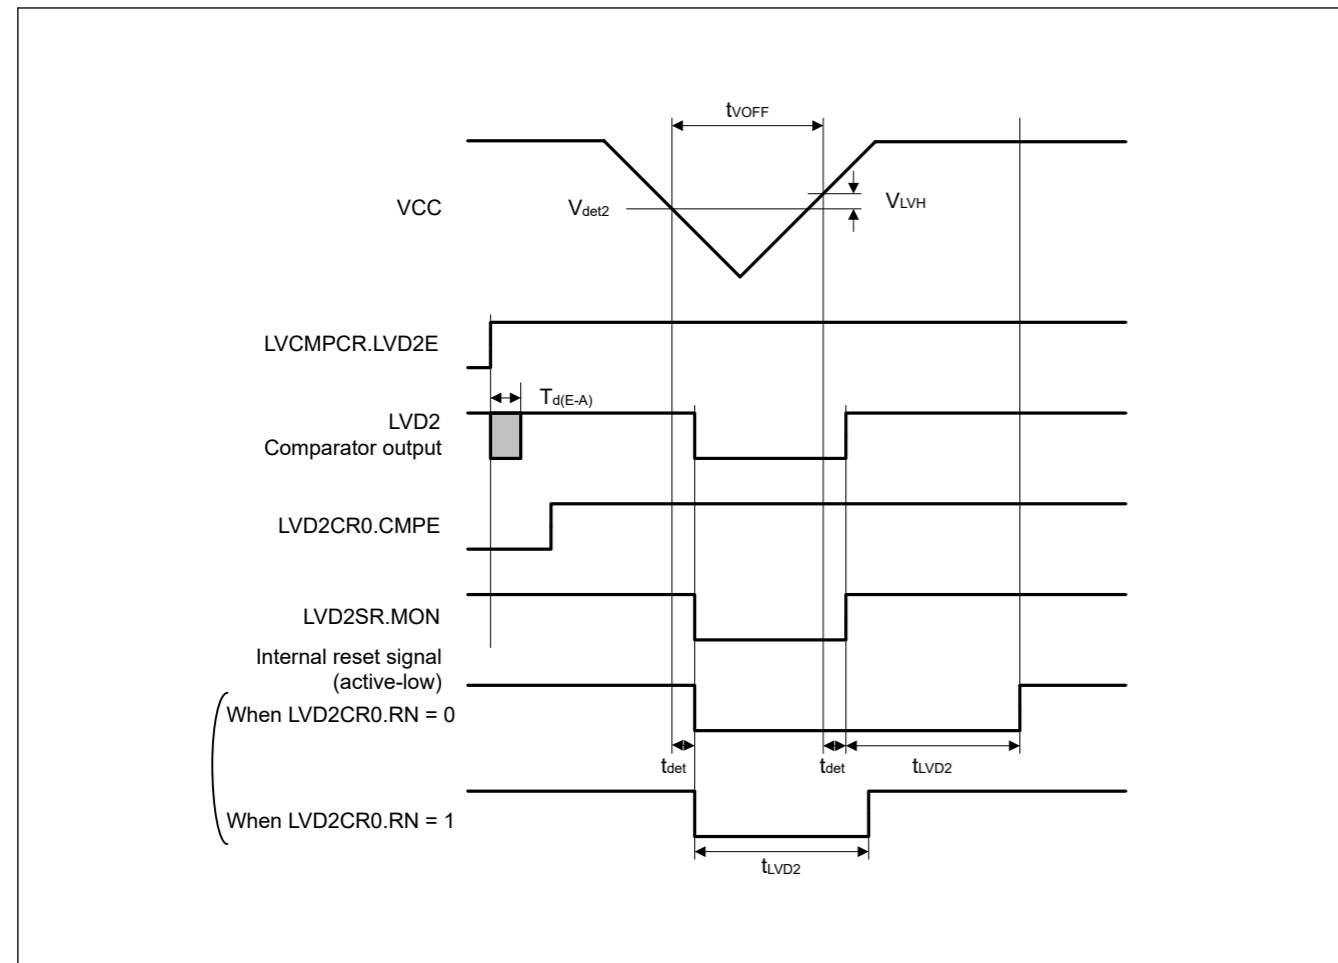 tVOFF
VCC
Vdet2
VLVH
LVCMPCR.LVD2E
Td(E-A)
LVD2
Comparator output
LVD2CR0.CMPE
LVD2SR.MON
Internal reset signal
(active-low)
When LVD2CR0.RN = 0
tdet
tdet
tLVD2
When LVD2CR0.RN = 1
tLVD2